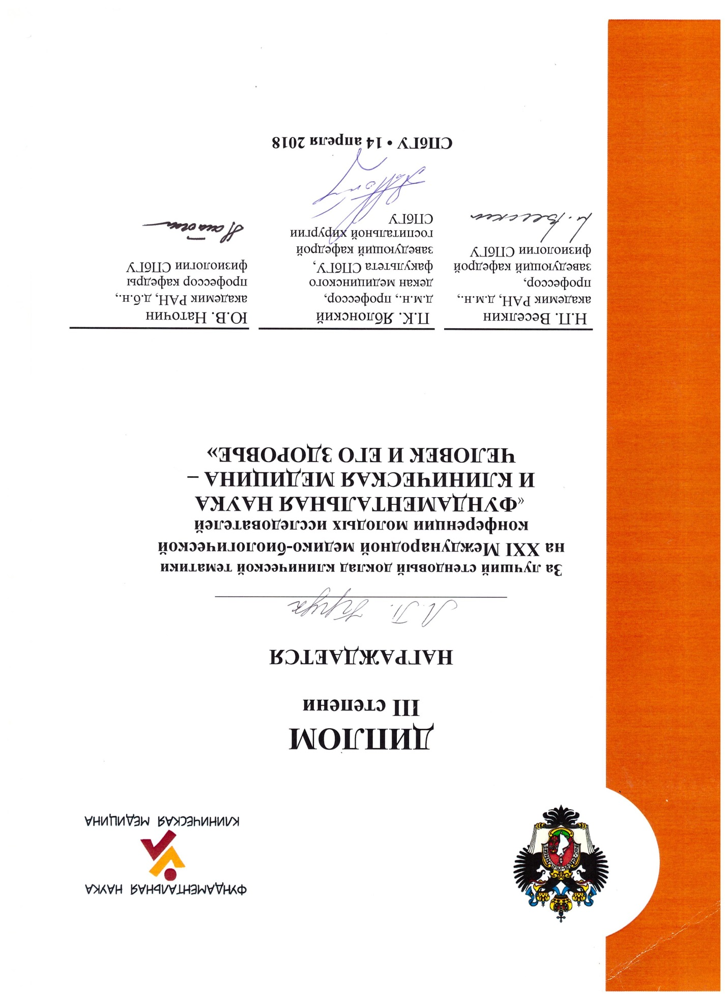 ФУНДАМЕНТАЛЬНАЯ НАУКА
КЛИНИЧЕСКАЯ МЕДИЦИНА
ДИПЛОМ
III степени
НАГРАЖДАЕТСЯ
Л.П.
За лучший стендовый доклад клинической тематики
на XXI Международной медико-биологической
конференции молодых исследователей
«ФУНДАМЕНТАЛЬНАЯ НАУКА
И КЛИНИЧЕСКАЯ МЕДИЦИНА –
ЧЕЛОВЕК И ЕГО ЗДОРОВЬЕ»
Н.П. Веселкин
академик РАН, д.м.н.,
профессор,
заведующий кафедрой
физиологии СПбГУ
П.К. Яблонский
д.м.н., профессор,
декан медицинского
факультета СПбГУ,
заведующий кафедрой
госпитальной хирургии
СПбГУ
Ю.В. Наточин
академик РАН, д.б.н.,
профессор кафедры
физиологии СПбГУ
СПбГУ • 14 апреля 2018